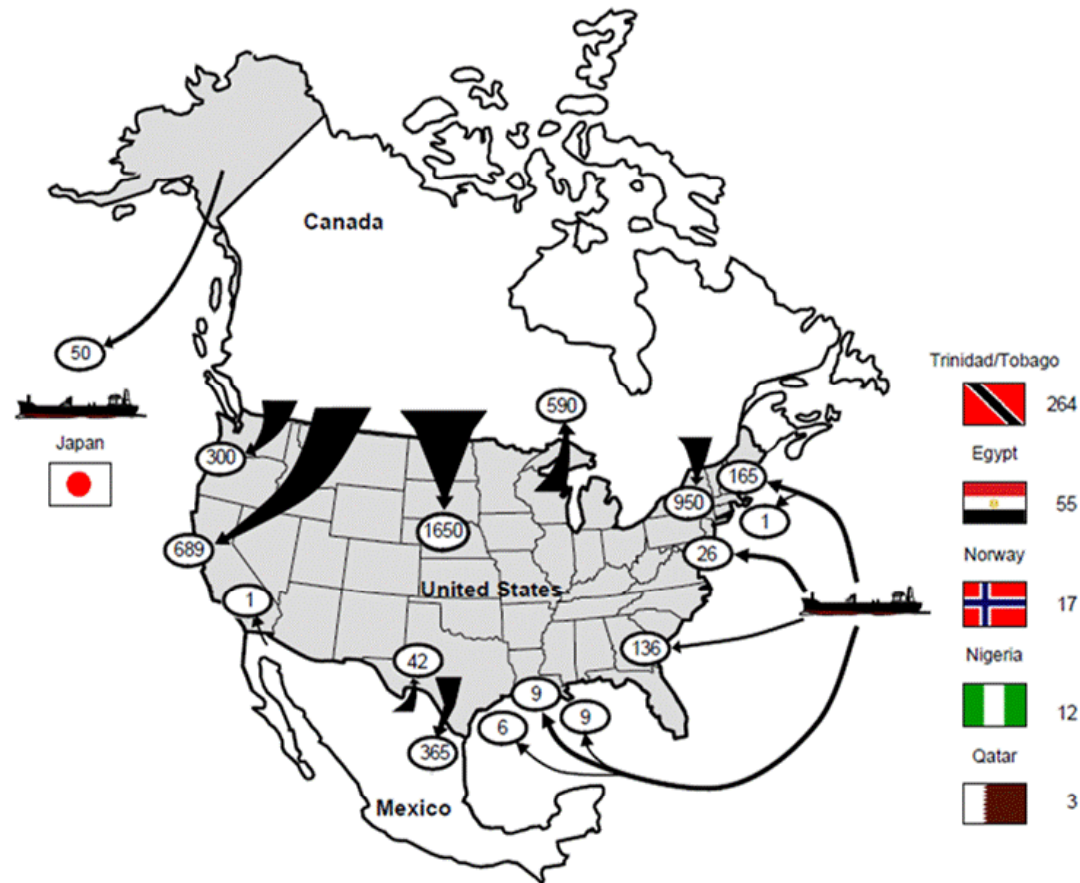 Canada
50
Japan
590
300
1650
689
950
165
1
26
United States
1
136
42
9
9
6
365
Mexico
Trinidad/Tobago
264
Egypt
55
Norway
17
Nigeria
12
Qatar
3